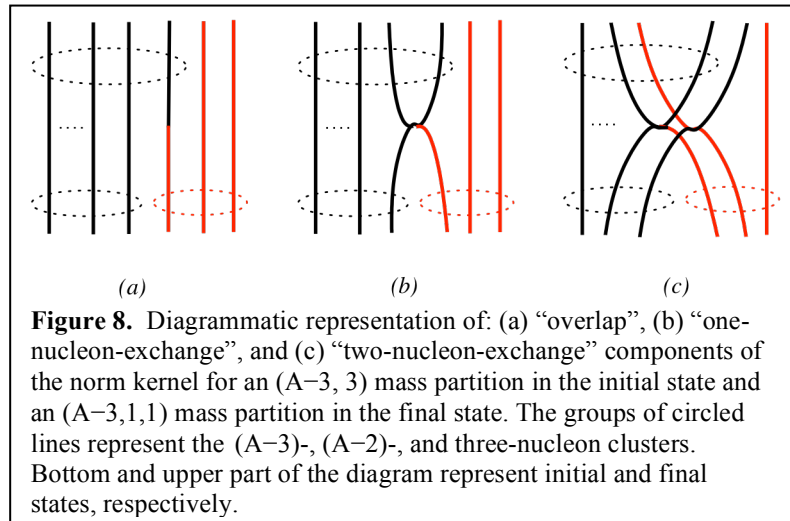 (a) (b) (c)
Figure 8. Diagrammatic representation of: (a) “overlap”, (b) “one-
nucleon-exchange”, and (c) “two-nucleon-exchange” components of
the norm kernel for an (A−3, 3) mass partition in the initial state and
an (A−3,1,1) mass partition in the final state. The groups of circled
lines represent the (A−3)-, (A−2)-, and three-nucleon clusters.
Bottom and upper part of the diagram represent initial and final
states, respectively.